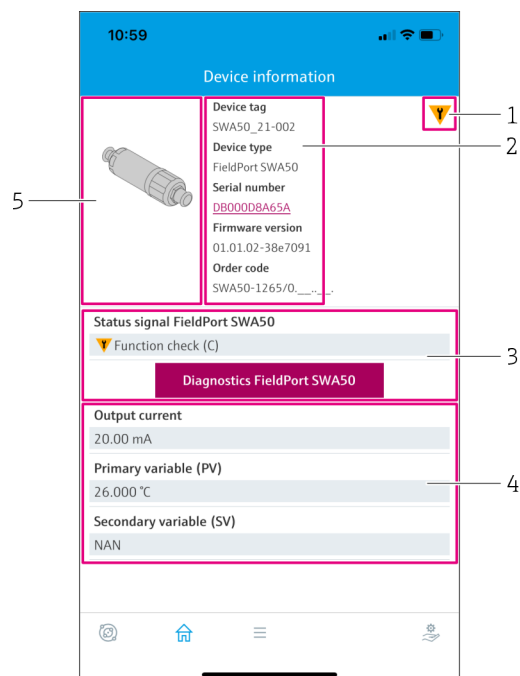 10:59
Device information
Device tag
SWA50_21-002
Device type
FieldPort SWA50
Serial number
DB000D8A65A
Firmware version
01.01.02-38e7091
Order code
SWA50-1265/0.__..__.
1
2
5
Status signal FieldPort SWA50
Function check (C)
3
Diagnostics FieldPort SWA50
Output current
20.00 mA
Primary variable (PV)
26.000 °C
4
Secondary variable (SV)
NAN